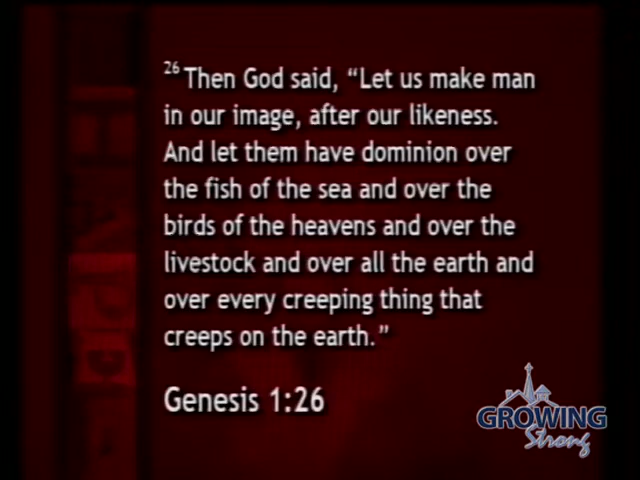 26 Then God said, “Let us make man
in our image, after our likeness.
And let them have dominion over
the fish of the sea and over the
birds of the heavens and over the
livestock and over all the earth and
over every creeping thing that
creeps on the earth.”
Genesis 1:26
GROWING
Strong